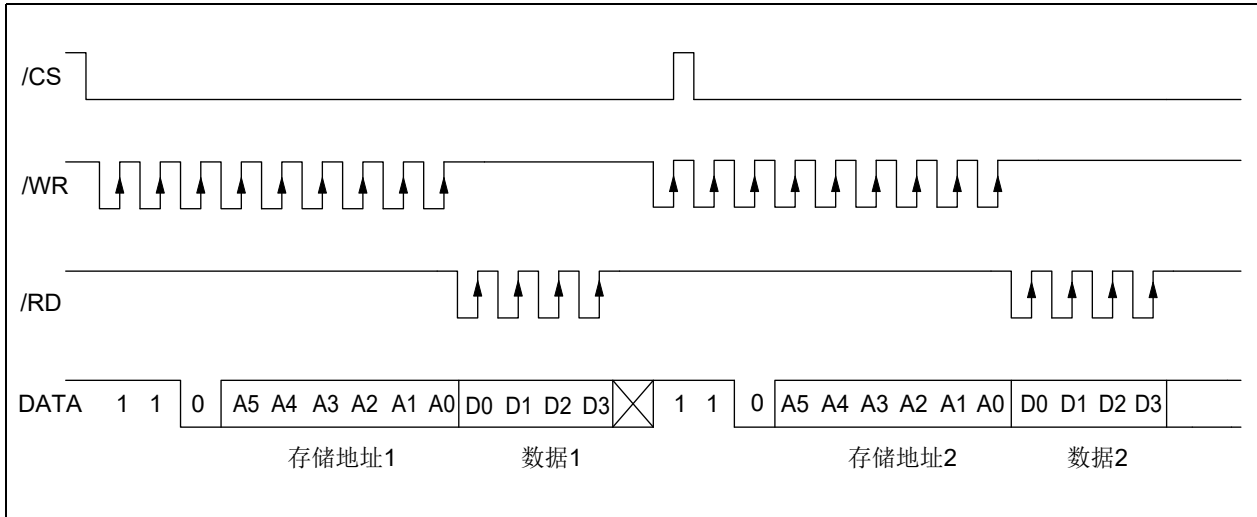 /CS
/WR
/RD
DATA 1 1 0 A5 A4 A3 A2 A1 A0 D0 D1 D2 D3 1 1 0 A5 A4 A3 A2 A1 A0 D0 D1 D2 D3
存储地址1 数据1 存储地址2 数据2